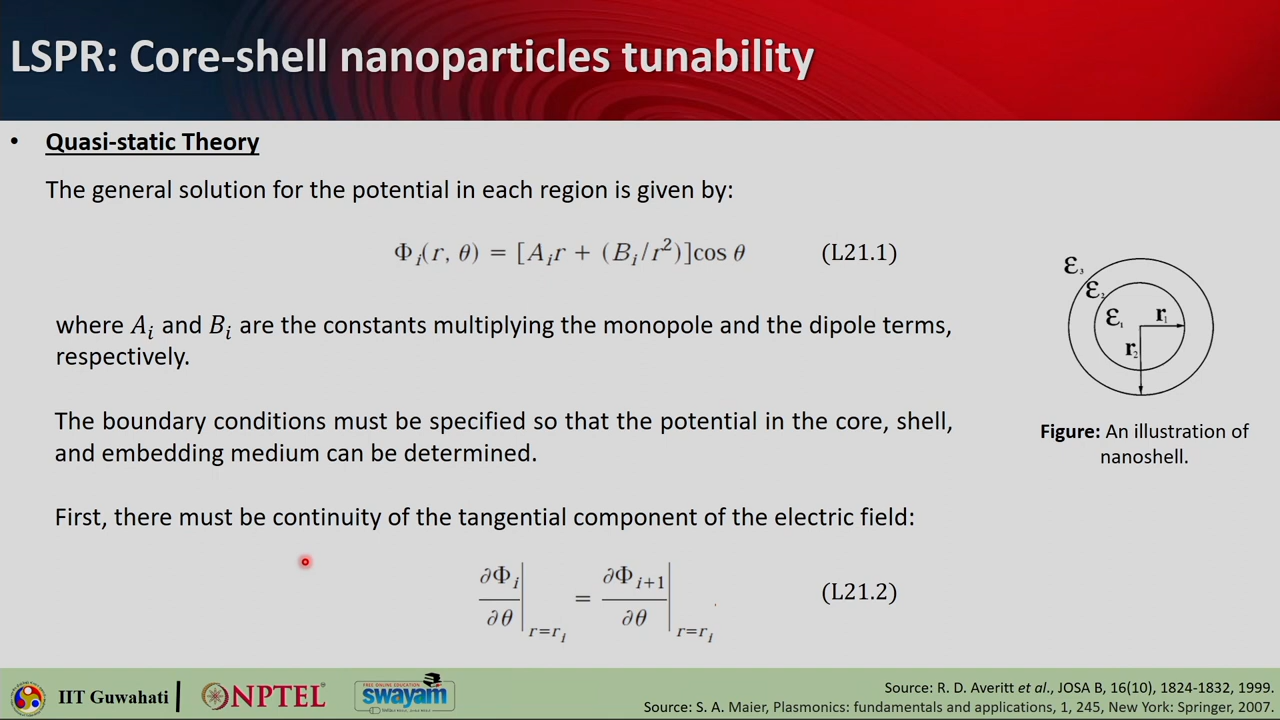 LSPR: Core-shell nanoparticles tunability
• Quasi-static Theory
The general solution for the potential in each region is given by:
Φᵢ(r, θ) = [Aᵢr + (Bᵢ/r²)]cos θ (L21.1)
where Aᵢ and Bᵢ are the constants multiplying the monopole and the dipole terms,
respectively.
The boundary conditions must be specified so that the potential in the core, shell,
and embedding medium can be determined.
First, there must be continuity of the tangential component of the electric field:
∂Φᵢ/∂θ|r=rᵢ = ∂Φᵢ₊₁/∂θ|r=rᵢ (L21.2)
ε₃
ε₂
ε₁ r₁
r₂
Figure: An illustration of
nanoshell.
IIT Guwahati
NPTEL
FREE ONLINE EDUCATION
swayam
Source: R. D. Averitt et al., JOSA B, 16(10), 1824-1832, 1999.
Source: S. A. Maier, Plasmonics: fundamentals and applications, 1, 245, New York: Springer, 2007.